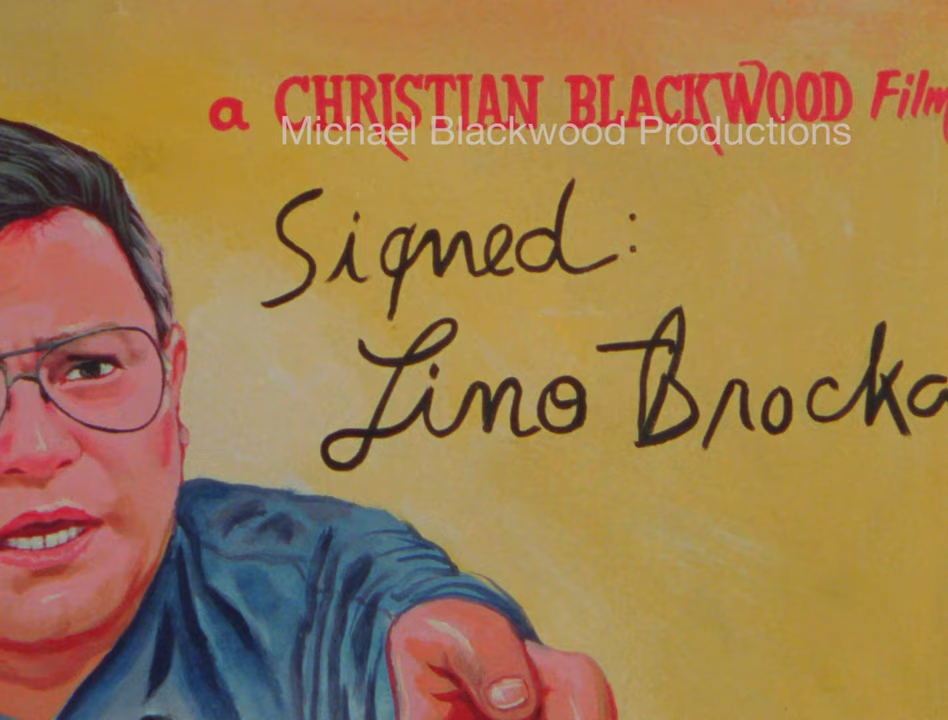 a CHRISTIAN BLACKWOOD Film
Michael Blackwood Productions
Signed:
Lino Brocka